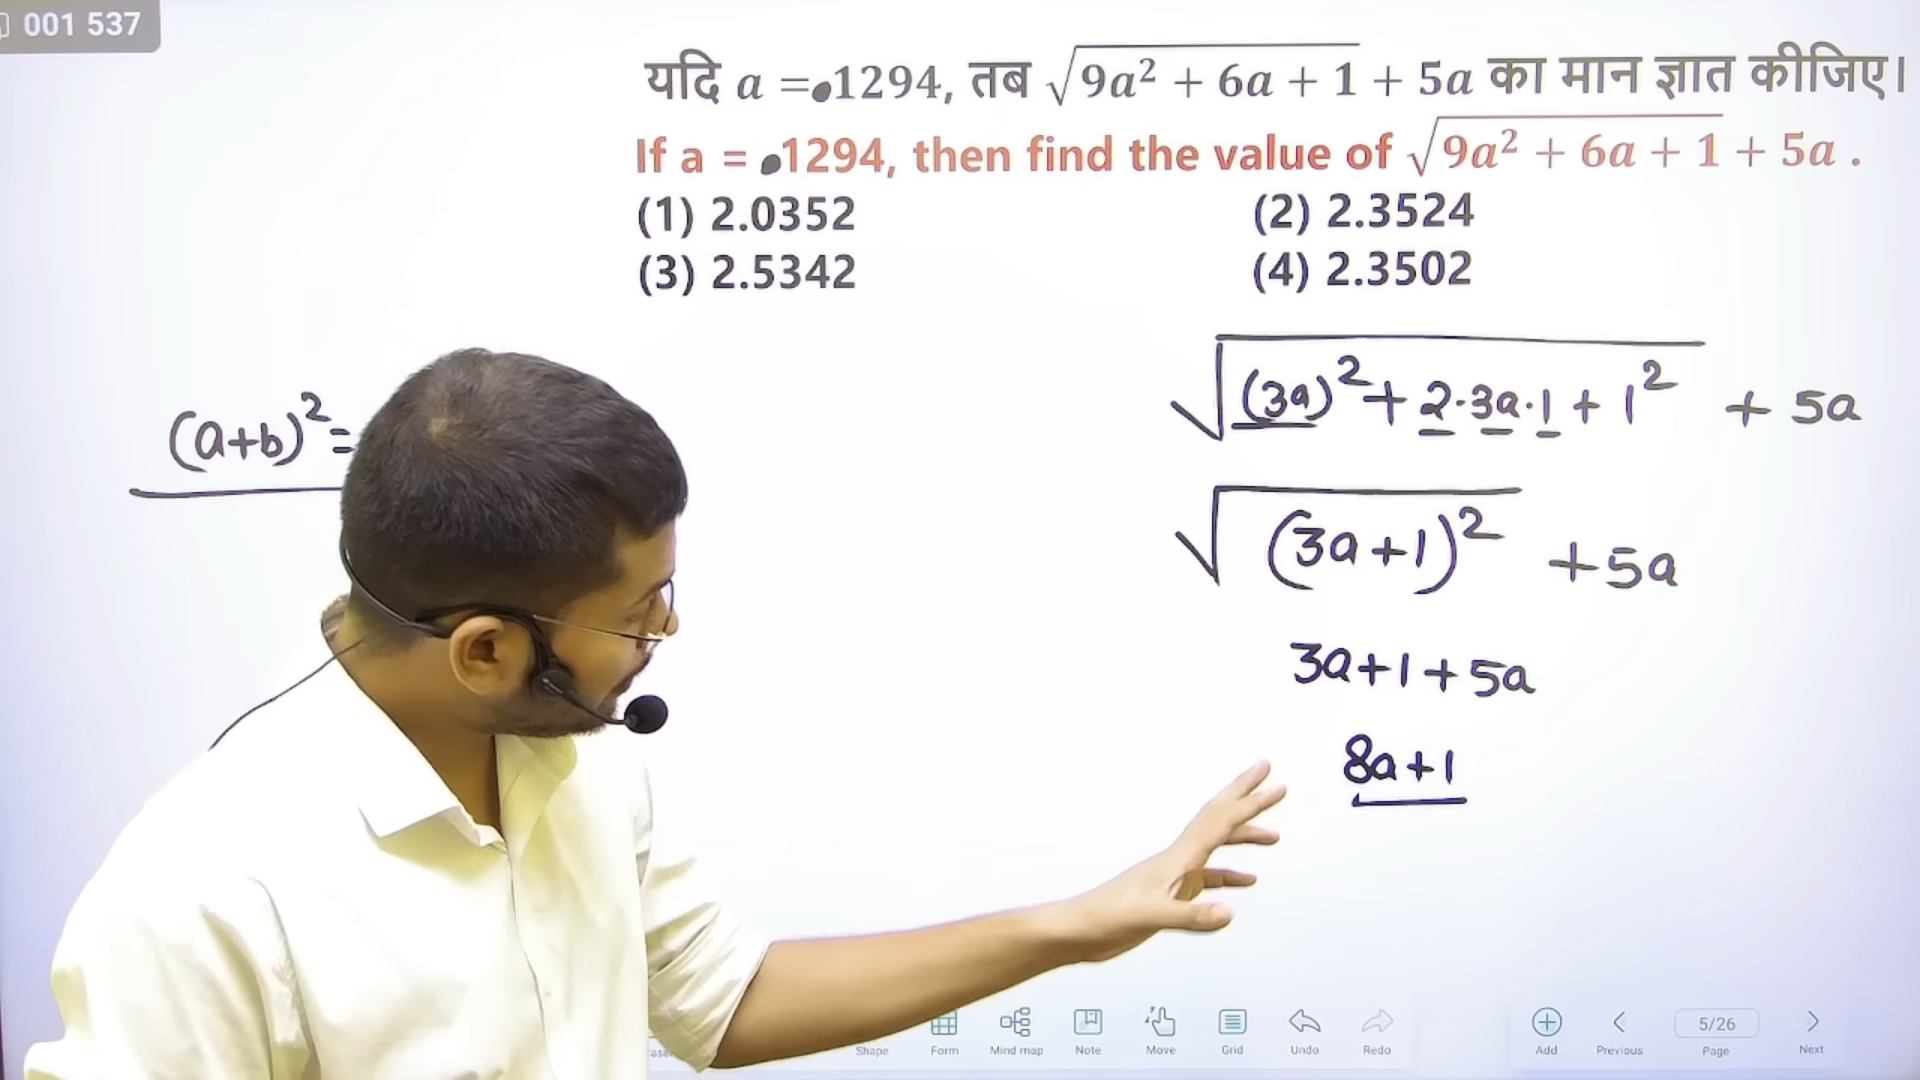 001 537
यदि a = .1294, तब √(9a² + 6a + 1) + 5a का मान ज्ञात कीजिए।
If a = .1294, then find the value of √(9a² + 6a + 1) + 5a .
(1) 2.0352 (2) 2.3524
(3) 2.5342 (4) 2.3502
√((3a)² + 2·3a·1 + 1²) + 5a
(a+b)² =
√((3a+1)²) + 5a
3a+1+5a
8a+1
Shape Form Mind map Note Move Grid Undo Redo Add Previous 5/26 Page Next